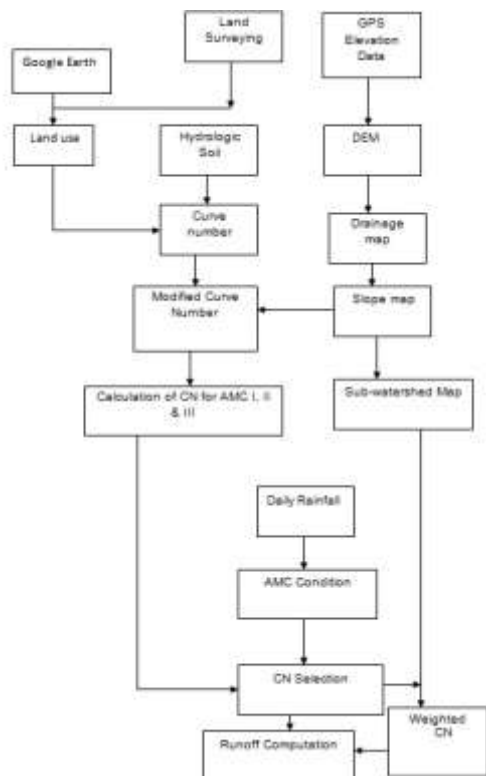 Land
Surveying
GPS
Elevation
Data
Google Earth
Land use
Hydrologic
Soil
DEM
Curve
number
Drainage
map
Modified Curve
Number
Slope map
Calculation of CN for AMC I, II
& III
Sub-watershed Map
Daily Rainfall
AMC Condition
CN Selection
Weighted
CN
Runoff Computation